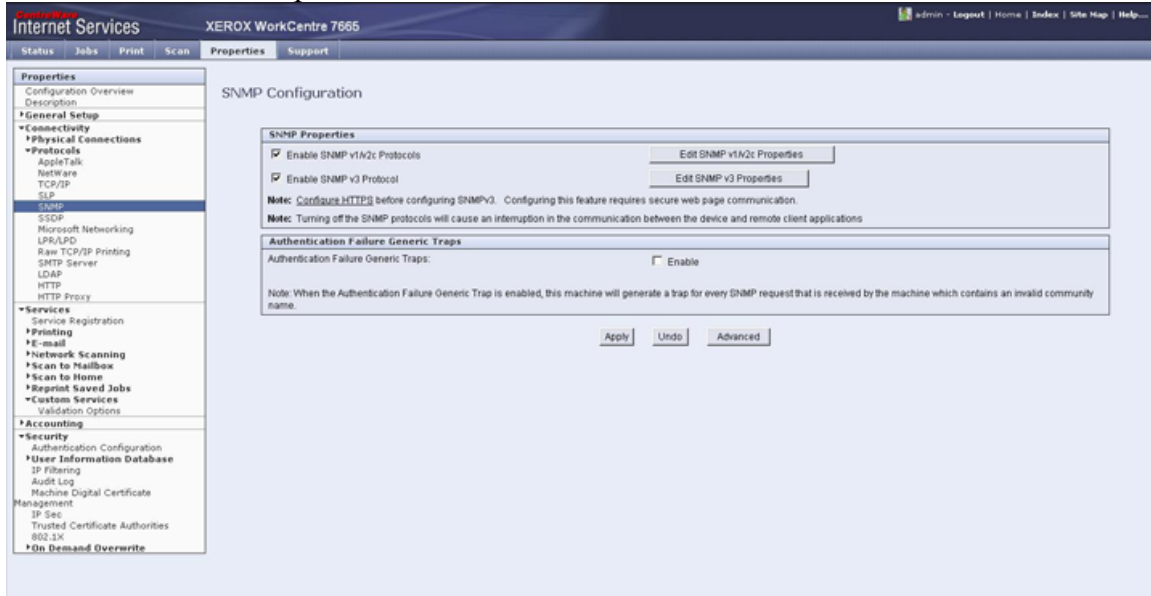 CentreWare
Internet Services
XEROX WorkCentre 7665
admin - Logout | Home | Index | Site Map | Help...
Status Jobs Print Scan Properties Support
Properties
Configuration Overview
Description
General Setup
Connectivity
Physical Connections
Protocols
AppleTalk
NetWare
TCP/IP
SLP
SNMP
SSDP
Microsoft Networking
LPR/LPD
Raw TCP/IP Printing
SMTP Server
LDAP
HTTP
HTTP Proxy
Services
Service Registration
Printing
E-mail
Network Scanning
Scan to Mailbox
Scan to Home
Reprint Saved Jobs
Custom Services
Validation Options
Accounting
Security
Authentication Configuration
User Information Database
IP Filtering
Audit Log
Machine Digital Certificate
Management
IP Sec
Trusted Certificate Authorities
802.1X
On Demand Overwrite
SNMP Configuration
SNMP Properties
Enable SNMP v1/v2c Protocols Edit SNMP v1/v2c Properties
Enable SNMP v3 Protocol Edit SNMP v3 Properties
Note: Configure HTTPS before configuring SNMPv3. Configuring this feature requires secure web page communication.
Note: Turning off the SNMP protocols will cause an interruption in the communication between the device and remote client applications
Authentication Failure Generic Traps
Authentication Failure Generic Traps: Enable
Note: When the Authentication Failure Generic Trap is enabled, this machine will generate a trap for every SNMP request that is received by the machine which contains an invalid community
name.
Apply Undo Advanced